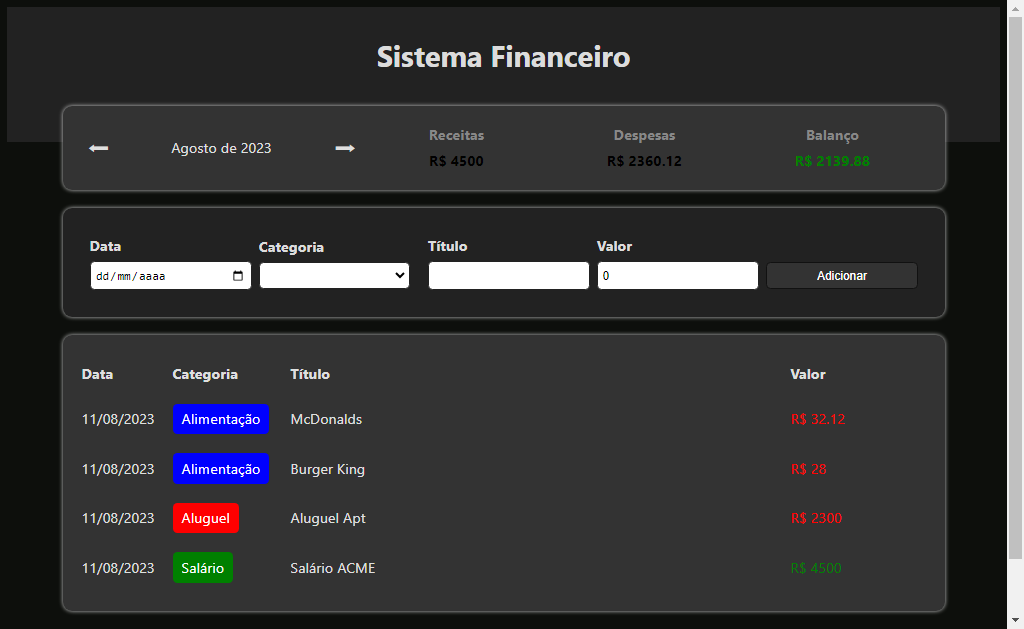 Sistema Financeiro
Agosto de 2023
Receitas Despesas Balanço
R$ 4500 R$ 2360.12 R$ 2139.88
Data Categoria Título Valor
dd/mm/aaaa 0 Adicionar
Data Categoria Título Valor
11/08/2023 Alimentação McDonalds R$ 32.12
11/08/2023 Alimentação Burger King R$ 28
11/08/2023 Aluguel Aluguel Apt R$ 2300
11/08/2023 Salário Salário ACME R$ 4500